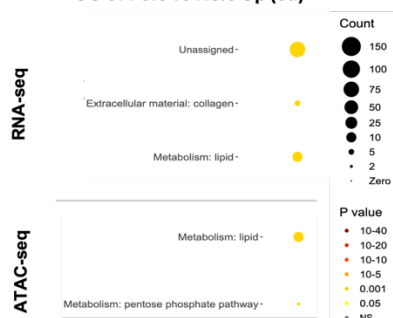 Count
Unassigned
150
100
75
Extracellular material: collagen
50
25
10
Metabolism: lipid
5
2
Zero
RNA-seq
P value
Metabolism: lipid
10-40
10-20
10-10
10-5
0.001
Metabolism: pentose phosphate pathway
0.05
NS
ATAC-seq